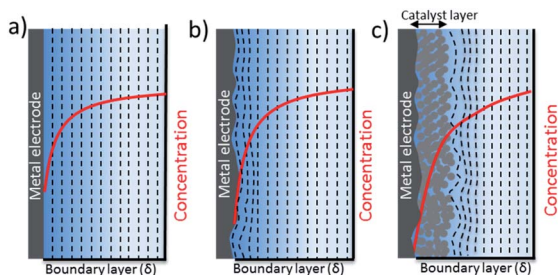 a)
Metal electrode
Concentration
Boundary layer (δ)
b)
Metal electrode
Concentration
Boundary layer (δ)
c)
Catalyst layer
Metal electrode
Concentration
Boundary layer (δ)